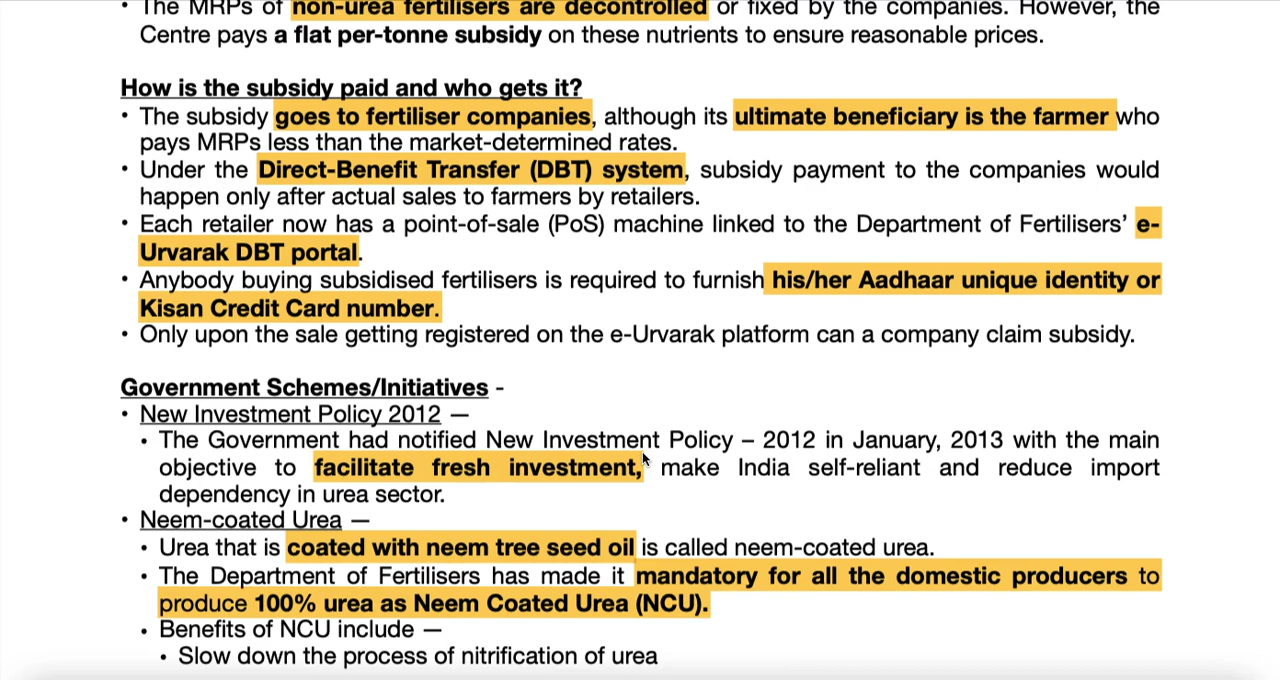 • The MRPs of non-urea fertilisers are decontrolled or fixed by the companies. However, the
Centre pays a flat per-tonne subsidy on these nutrients to ensure reasonable prices.
How is the subsidy paid and who gets it?
• The subsidy goes to fertiliser companies, although its ultimate beneficiary is the farmer who
pays MRPs less than the market-determined rates.
• Under the Direct-Benefit Transfer (DBT) system, subsidy payment to the companies would
happen only after actual sales to farmers by retailers.
• Each retailer now has a point-of-sale (PoS) machine linked to the Department of Fertilisers’ e-
Urvarak DBT portal.
• Anybody buying subsidised fertilisers is required to furnish his/her Aadhaar unique identity or
Kisan Credit Card number.
• Only upon the sale getting registered on the e-Urvarak platform can a company claim subsidy.
Government Schemes/Initiatives -
• New Investment Policy 2012 —
• The Government had notified New Investment Policy – 2012 in January, 2013 with the main
objective to facilitate fresh investment, make India self-reliant and reduce import
dependency in urea sector.
• Neem-coated Urea —
• Urea that is coated with neem tree seed oil is called neem-coated urea.
• The Department of Fertilisers has made it mandatory for all the domestic producers to
produce 100% urea as Neem Coated Urea (NCU).
• Benefits of NCU include —
• Slow down the process of nitrification of urea